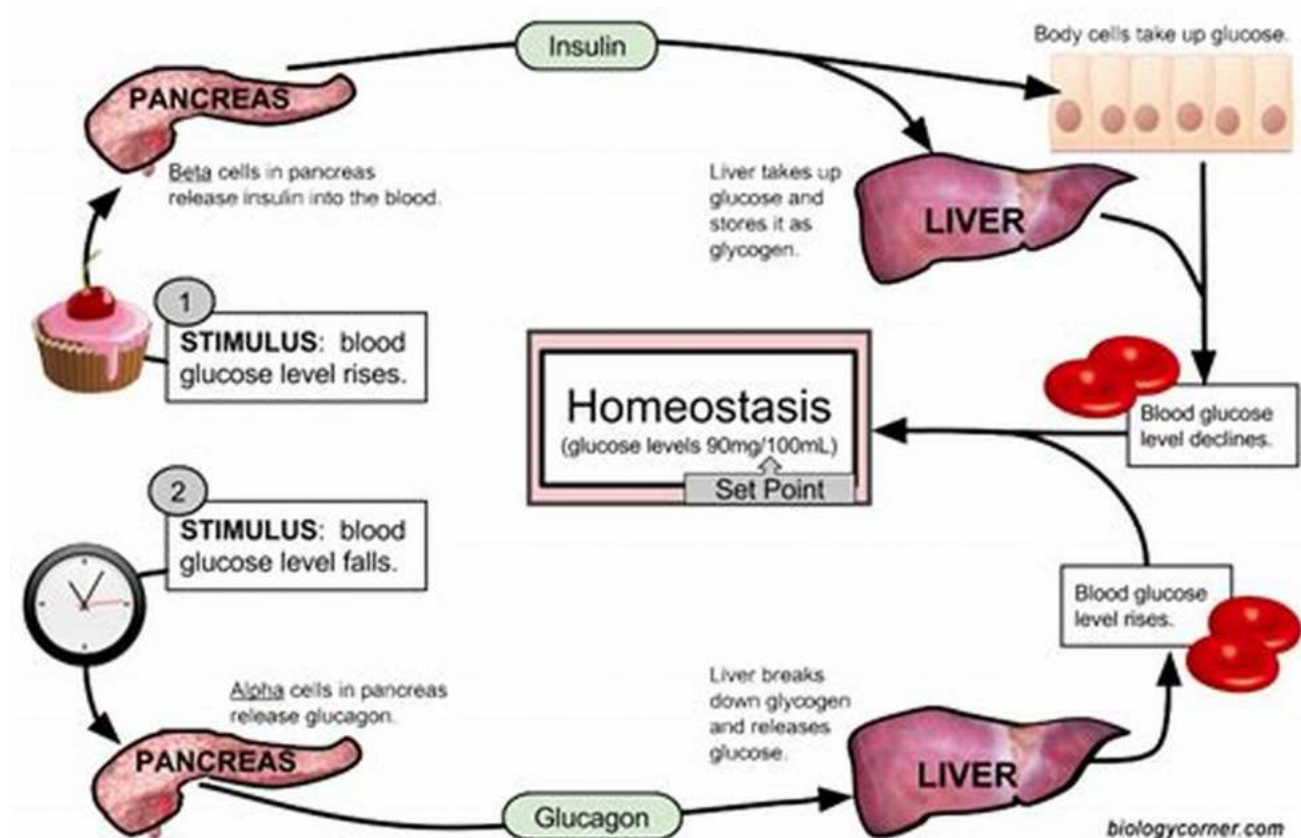 Insulin
Body cells take up glucose.
PANCREAS
Beta cells in pancreas
release insulin into the blood.
Liver takes up
glucose and
stores it as
glycogen.
LIVER
1
STIMULUS: blood
glucose level rises.
Homeostasis
(glucose levels 90mg/100mL)
Set Point
Blood glucose
level declines.
2
STIMULUS: blood
glucose level falls.
Blood glucose
level rises.
Alpha cells in pancreas
release glucagon.
PANCREAS
Liver breaks
down glycogen
and releases
glucose.
LIVER
Glucagon
biologycorner.com